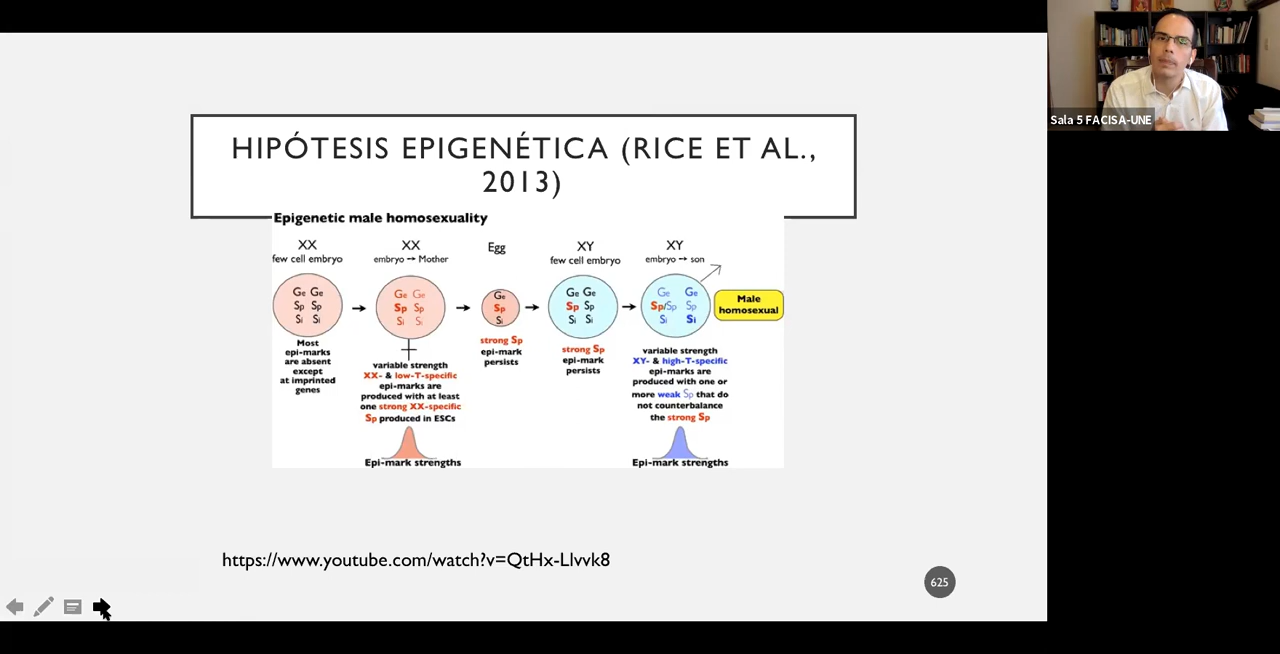 Sala 5 FACISA-UNE
HIPÓTESIS EPIGENÉTICA (RICE ET AL.,
2013)
Epigenetic male homosexuality
XX
few cell embryo
Ge Ge
Sp Sp
Si Si
Most
epi-marks
are absent
except
at imprinted
genes
XX
embryo → Mother
Ge Ge
Sp Sp
Si Si
variable strength
XX- & low-T-specific
epi-marks are
produced with at least
one strong XX-specific
Sp produced in ESCs
Epi-mark strengths
Egg
Ge
Sp
Si
strong Sp
epi-mark
persists
XY
few cell embryo
Ge Ge
Sp Sp
Si Si
strong Sp
epi-mark
persists
XY
embryo → son
Ge Ge
Sp/Sp Sp
Si Si
variable strength
XY- & high-T-specific
epi-marks are
produced with one or
more weak Sp that do
not counterbalance
the strong Sp
Epi-mark strengths
Male
homosexual
https://www.youtube.com/watch?v=QtHx-Llvvk8
625